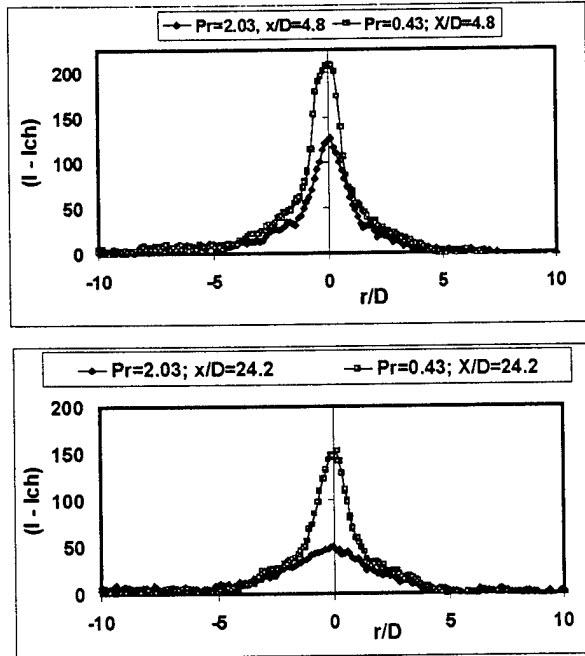 Pr=2.03, x/D=4.8 Pr=0.43; X/D=4.8
200
150
100
50
0
(I - Ich)
-10 -5 0 5 10
r/D
Pr=2.03; x/D=24.2 Pr=0.43; X/D=24.2
200
150
100
50
0
(I - Ich)
-10 -5 0 5 10
r/D